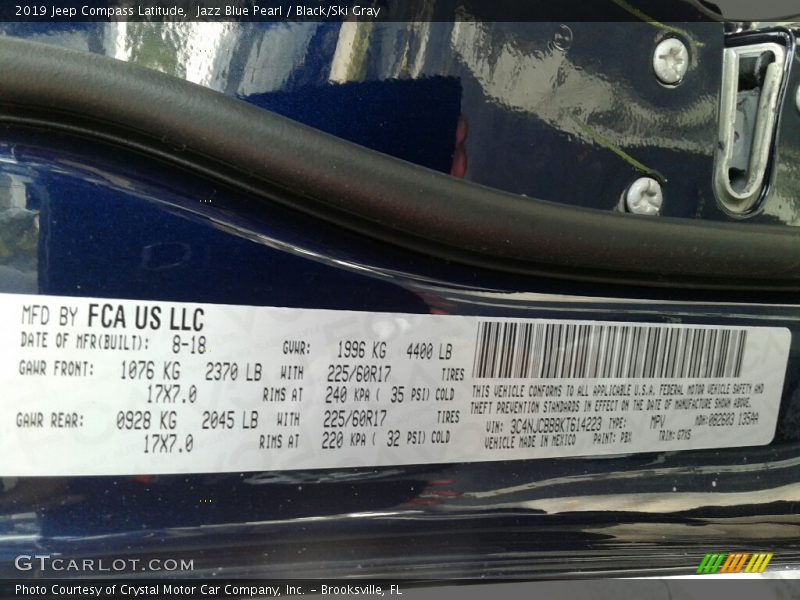 2019 Jeep Compass Latitude, Jazz Blue Pearl / Black/Ski Gray
MFD BY FCA US LLC
DATE OF MFR(BUILT): 8-18 GVWR: 1996 KG 4400 LB
GAWR FRONT: 1076 KG 2370 LB WITH 225/60R17 TIRES
17X7.0 RIMS AT 240 KPA ( 35 PSI) COLD
GAWR REAR: 0928 KG 2045 LB WITH 225/60R17 TIRES
17X7.0 RIMS AT 220 KPA ( 32 PSI) COLD
THIS VEHICLE CONFORMS TO ALL APPLICABLE U.S.A. FEDERAL MOTOR VEHICLE SAFETY AND
THEFT PREVENTION STANDARDS IN EFFECT ON THE DATE OF MANUFACTURE SHOWN ABOVE.
VIN: 3C4NJCBB8KT614223 TYPE: MPV MDH: 082603 135AA
VEHICLE MADE IN MEXICO PAINT: PBX TRIM: GTX9
GTCARLOT.COM
Photo Courtesy of Crystal Motor Car Company, Inc. – Brooksville, FL